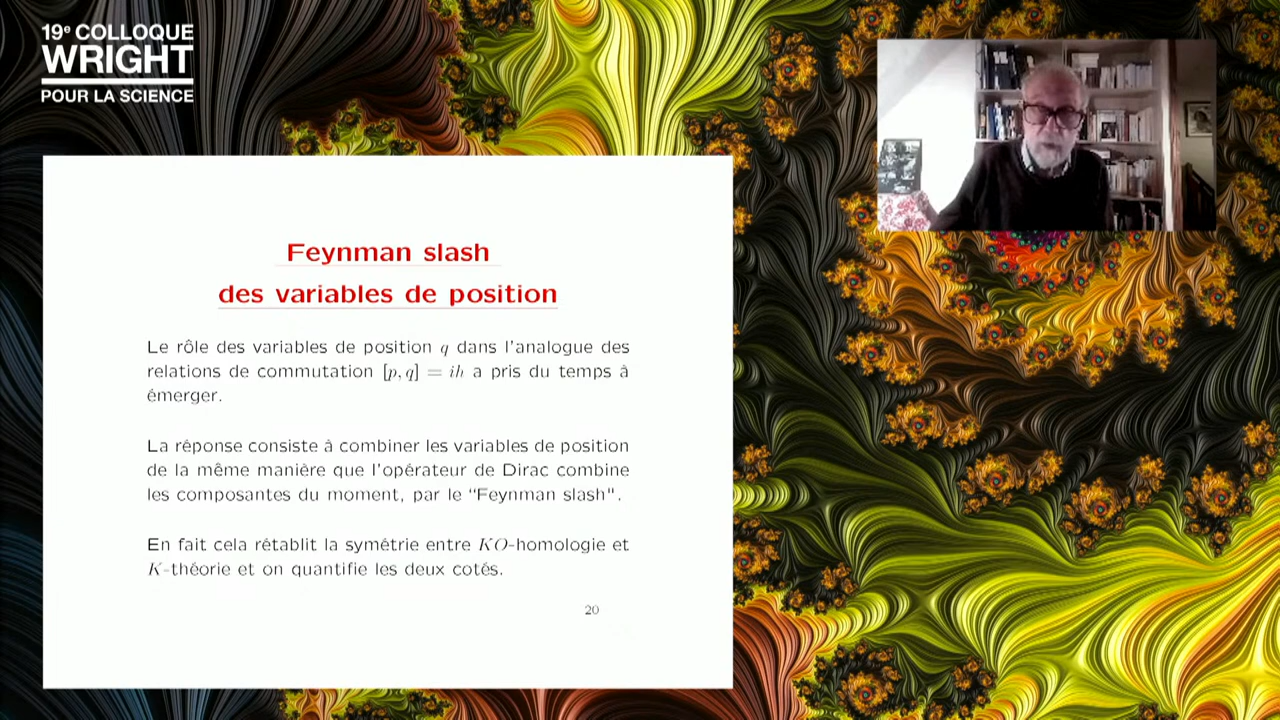 19e COLLOQUE
WRIGHT
POUR LA SCIENCE
Feynman slash
des variables de position
Le rôle des variables de position q dans l'analogue des
relations de commutation [p, q] = iħ a pris du temps à
émerger.
La réponse consiste à combiner les variables de position
de la même manière que l'opérateur de Dirac combine
les composantes du moment, par le "Feynman slash".
En fait cela rétablit la symétrie entre KO-homologie et
K-théorie et on quantifie les deux cotés.
20